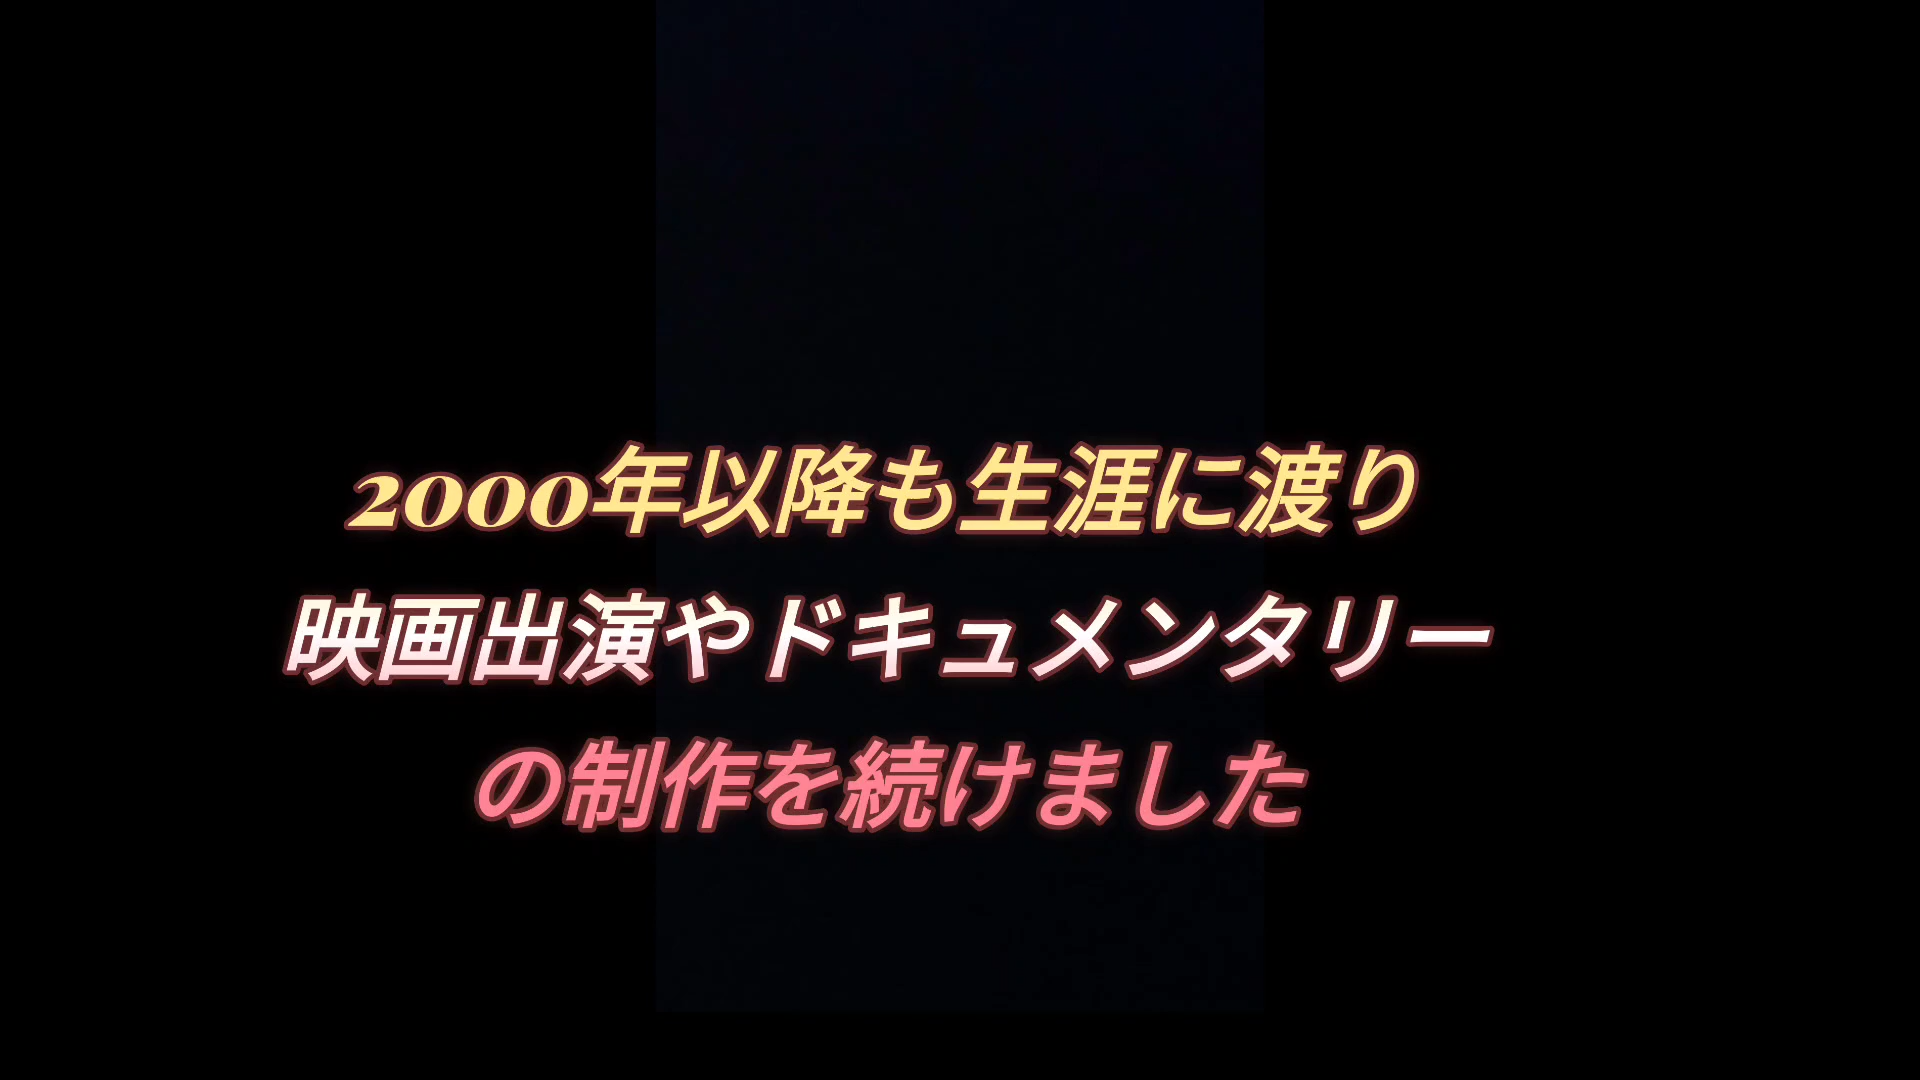 2000年以降も生涯に渡り
映画出演やドキュメンタリー
の制作を続けました